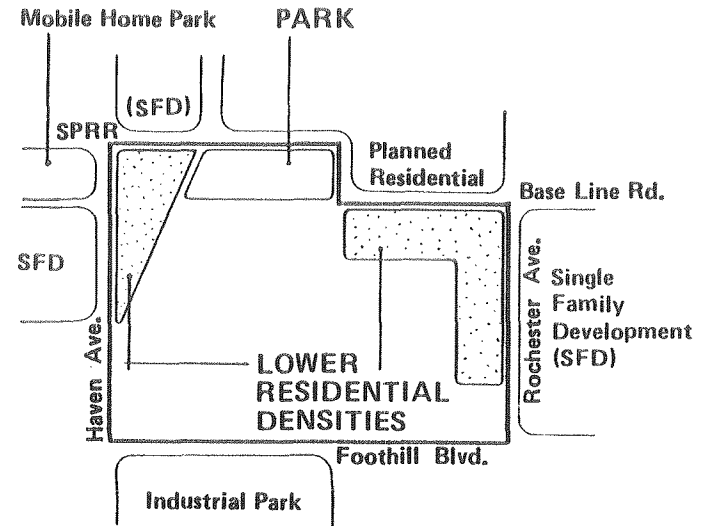 Mobile Home Park
PARK
(SFD)
SPRR
Planned
Residential
Base Line Rd.
SFD
Haven Ave.
Rochester Ave.
Single
Family
Development
(SFD)
LOWER
RESIDENTIAL
DENSITIES
Foothill Blvd.
Industrial Park